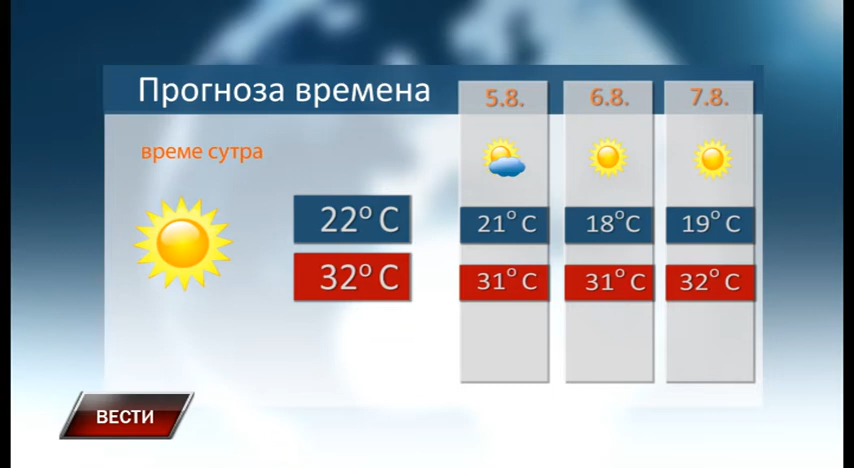 Прогноза времена
време сутра
22° C
32° C
5.8.
21° C
31° C
6.8.
18°C
31° C
7.8.
19° C
32° C
ВЕСТИ